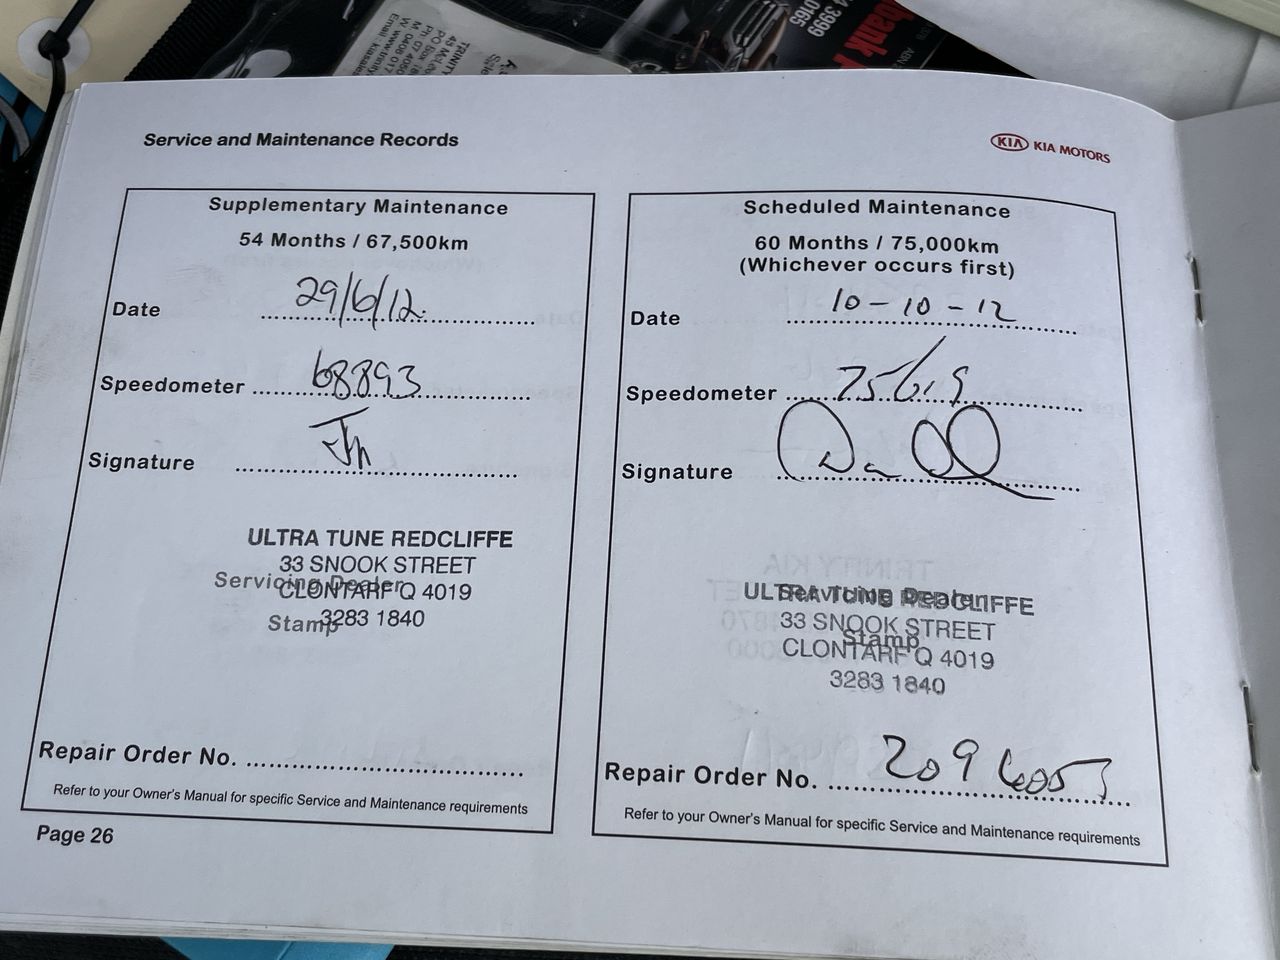 Service and Maintenance Records
KIA KIA MOTORS
Supplementary Maintenance
54 Months / 67,500km
Date 29/6/12
Speedometer 68893
Signature
ULTRA TUNE REDCLIFFE
33 SNOOK STREET
CLONTARF Q 4019
3283 1840
Servicing Dealer
Stamp
Repair Order No.
Refer to your Owner's Manual for specific Service and Maintenance requirements
Page 26
Scheduled Maintenance
60 Months / 75,000km
(Whichever occurs first)
Date 10-10-12
Speedometer 75619
Signature
ULTRA TUNE REDCLIFFE
33 SNOOK STREET
CLONTARF Q 4019
3283 1840
Servicing Dealer
Stamp
Repair Order No.
Refer to your Owner's Manual for specific Service and Maintenance requirements